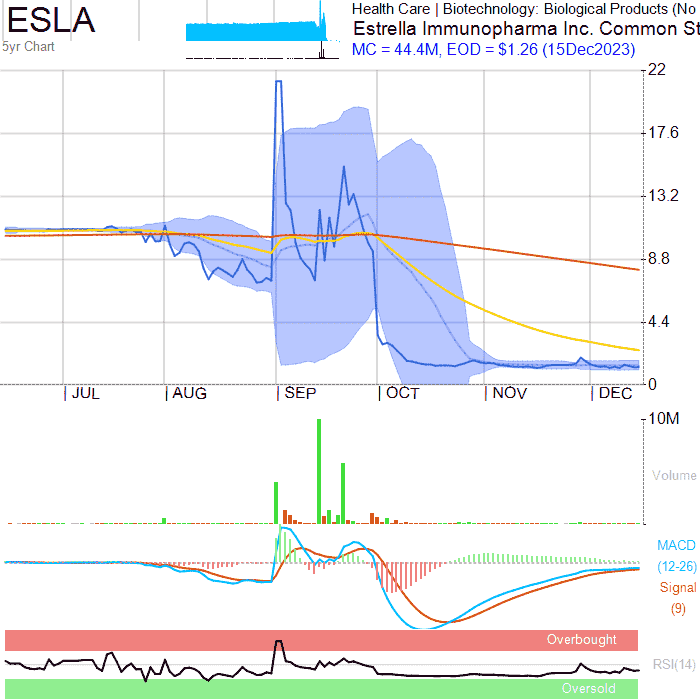 ESLA
5yr Chart
Health Care | Biotechnology: Biological Products (No
Estrella Immunopharma Inc. Common St
MC = 44.4M, EOD = $1.26 (15Dec2023)
22
17.6
13.2
8.8
4.4
0
JUL AUG SEP OCT NOV DEC
10M
Volume
MACD
(12-26)
Signal
(9)
Overbought
RSI(14)
Oversold